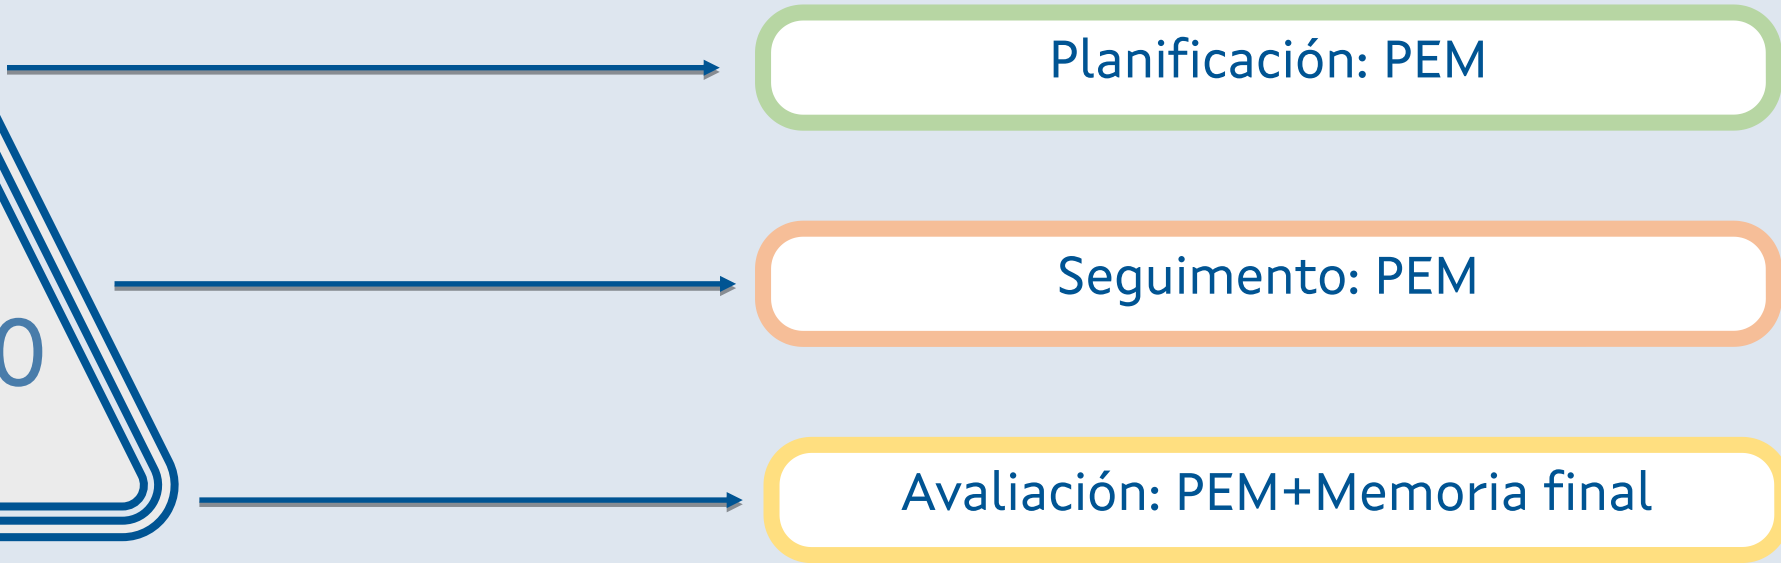 Planificación: PEM
Seguimento: PEM
Avaliación: PEM+Memoria final